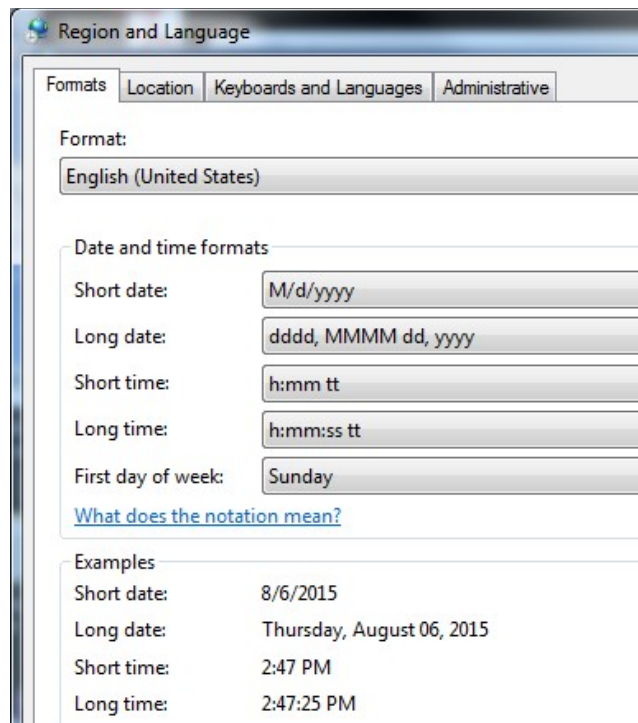 Region and Language
Formats Location Keyboards and Languages Administrative
Format:
English (United States)
Date and time formats
Short date: M/d/yyyy
Long date: dddd, MMMM dd, yyyy
Short time: h:mm tt
Long time: h:mm:ss tt
First day of week: Sunday
What does the notation mean?
Examples
Short date: 8/6/2015
Long date: Thursday, August 06, 2015
Short time: 2:47 PM
Long time: 2:47:25 PM